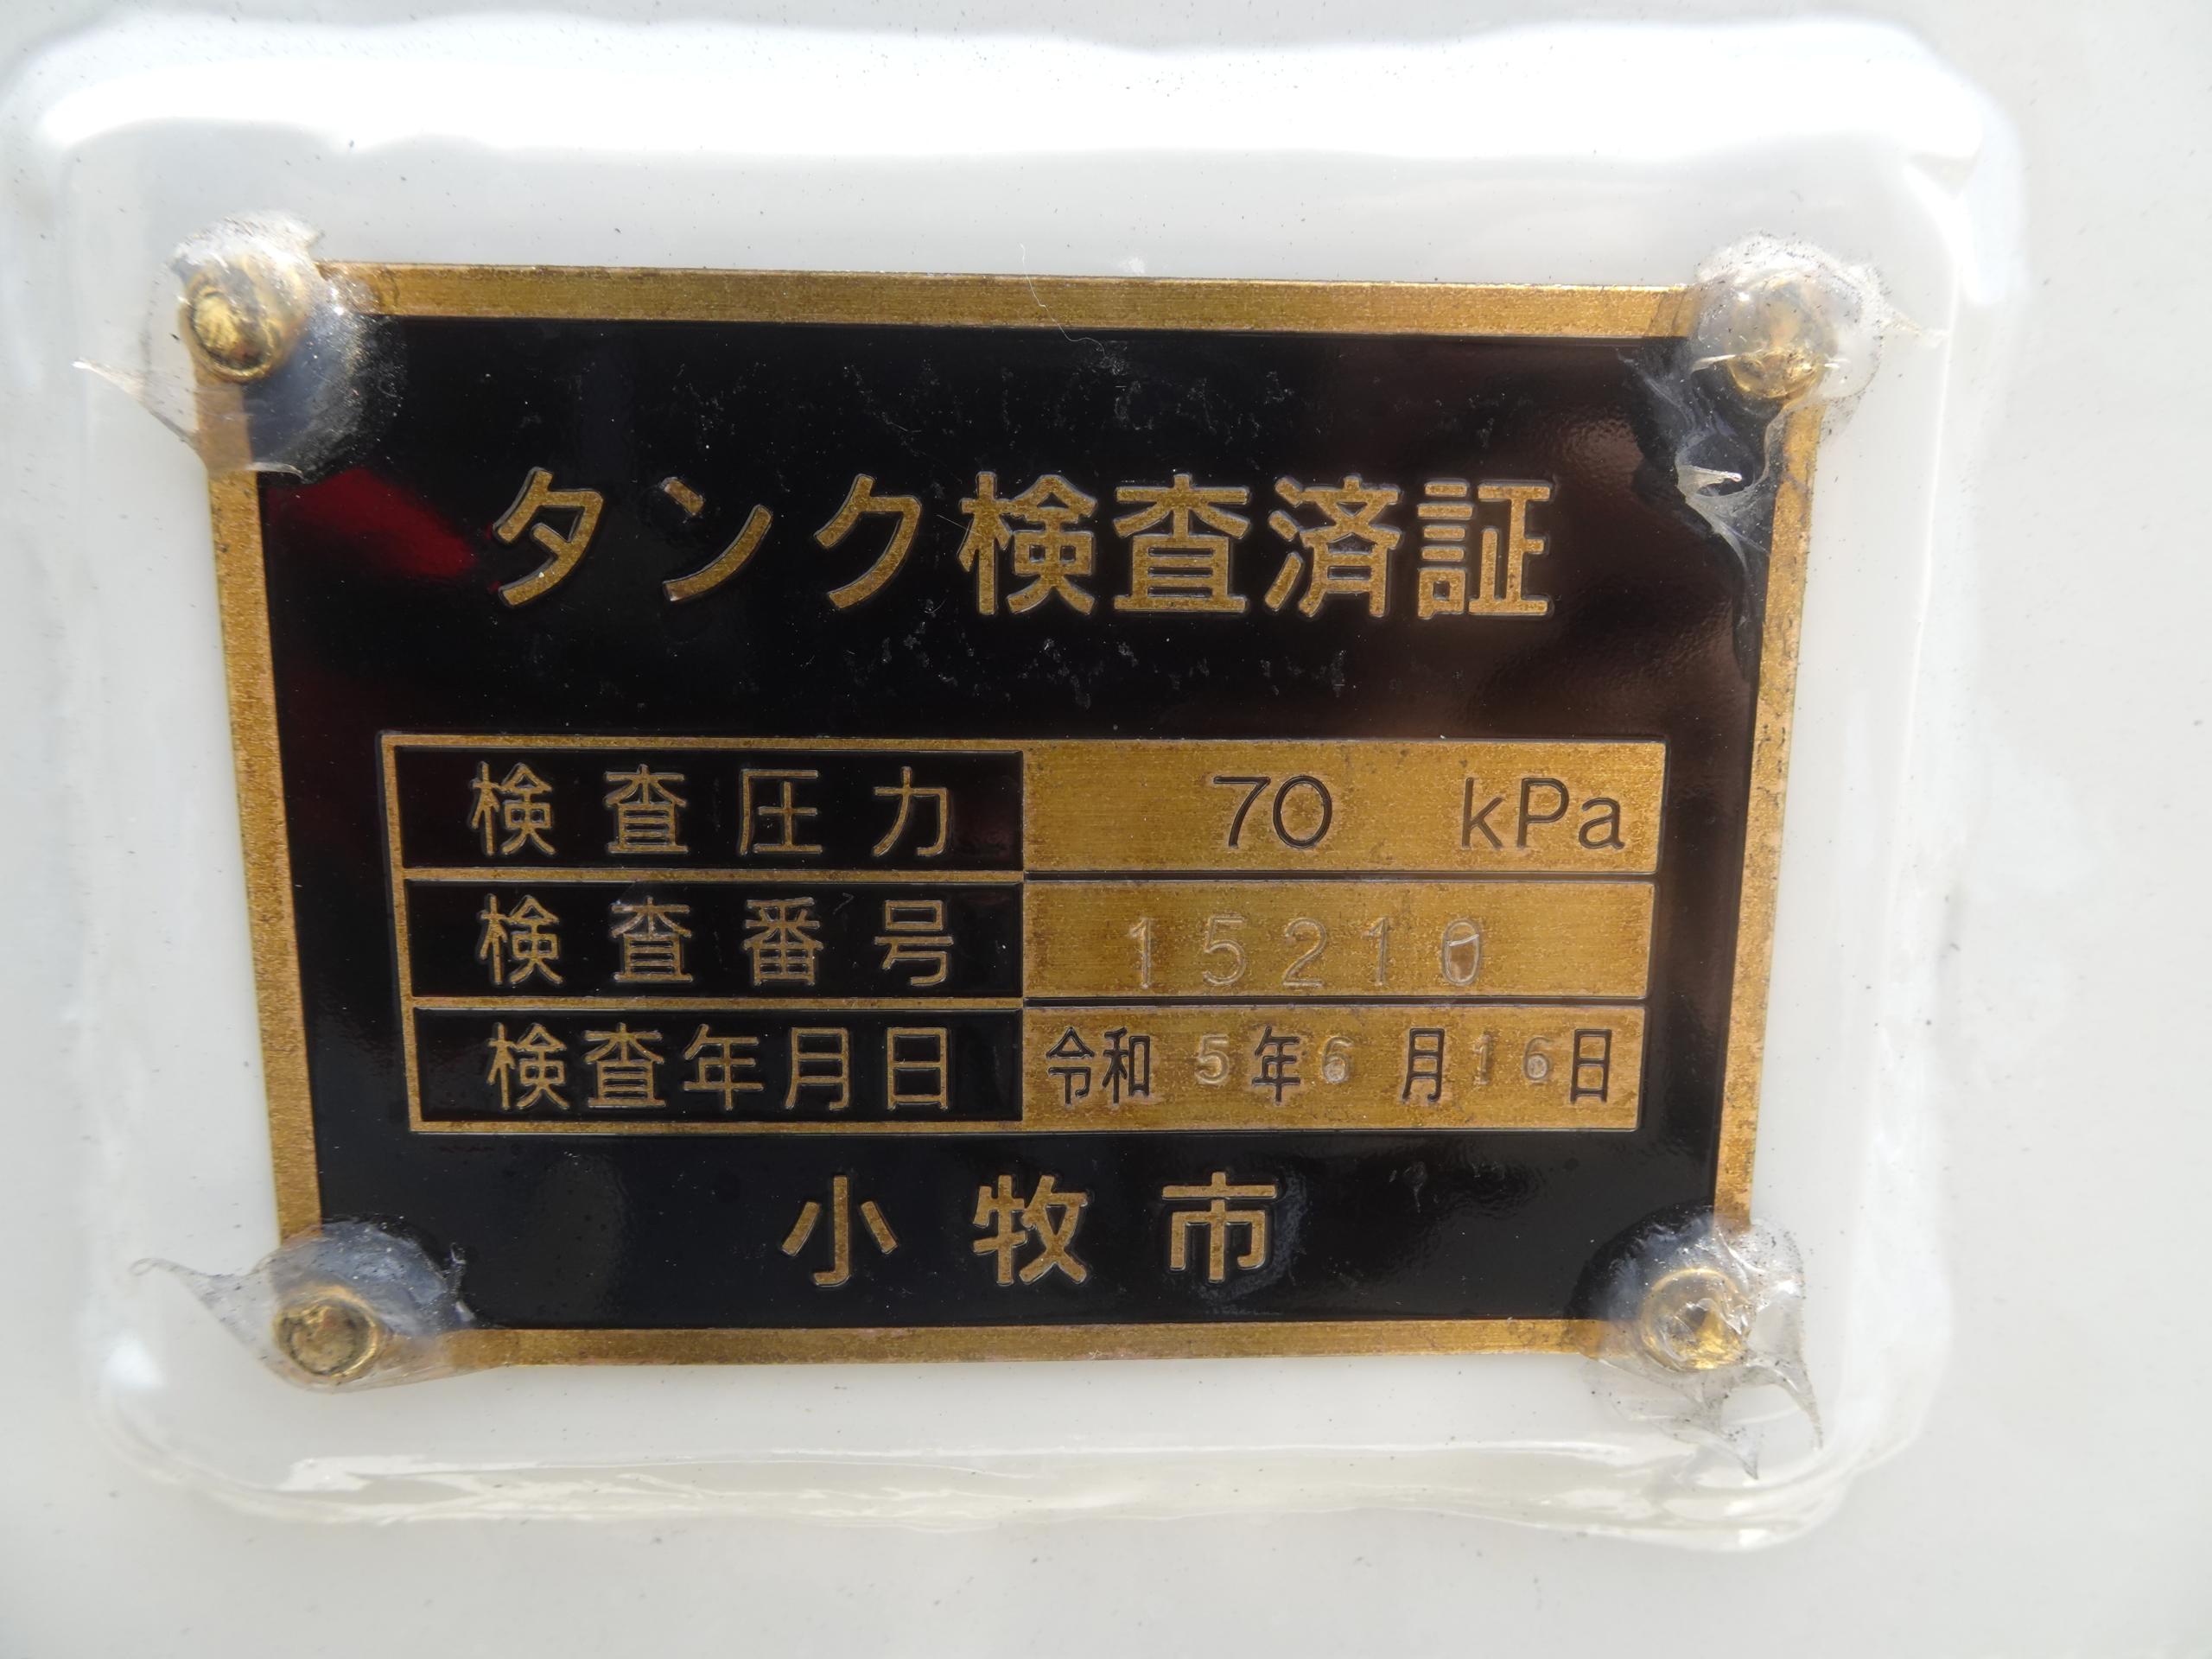 タンク検査済証
検査圧力 70 kPa
検査番号 15210
検査年月日 令和5年6月16日
小牧市